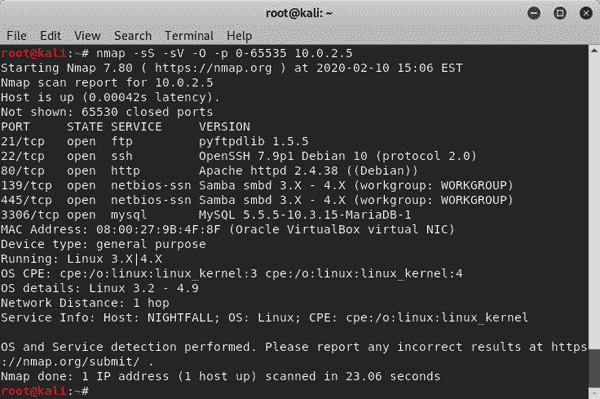 root@kali: ~
File Edit View Search Terminal Help
root@kali:~# nmap -sS -sV -O -p 0-65535 10.0.2.5
Starting Nmap 7.80 ( https://nmap.org ) at 2020-02-10 15:06 EST
Nmap scan report for 10.0.2.5
Host is up (0.00042s latency).
Not shown: 65530 closed ports
PORT STATE SERVICE VERSION
21/tcp open ftp pyftpdlib 1.5.5
22/tcp open ssh OpenSSH 7.9p1 Debian 10 (protocol 2.0)
80/tcp open http Apache httpd 2.4.38 ((Debian))
139/tcp open netbios-ssn Samba smbd 3.X - 4.X (workgroup: WORKGROUP)
445/tcp open netbios-ssn Samba smbd 3.X - 4.X (workgroup: WORKGROUP)
3306/tcp open mysql MySQL 5.5.5-10.3.15-MariaDB-1
MAC Address: 08:00:27:9B:4F:8F (Oracle VirtualBox virtual NIC)
Device type: general purpose
Running: Linux 3.X|4.X
OS CPE: cpe:/o:linux:linux_kernel:3 cpe:/o:linux:linux_kernel:4
OS details: Linux 3.2 - 4.9
Network Distance: 1 hop
Service Info: Host: NIGHTFALL; OS: Linux; CPE: cpe:/o:linux:linux_kernel
OS and Service detection performed. Please report any incorrect results at https
://nmap.org/submit/ .
Nmap done: 1 IP address (1 host up) scanned in 23.06 seconds
root@kali:~#